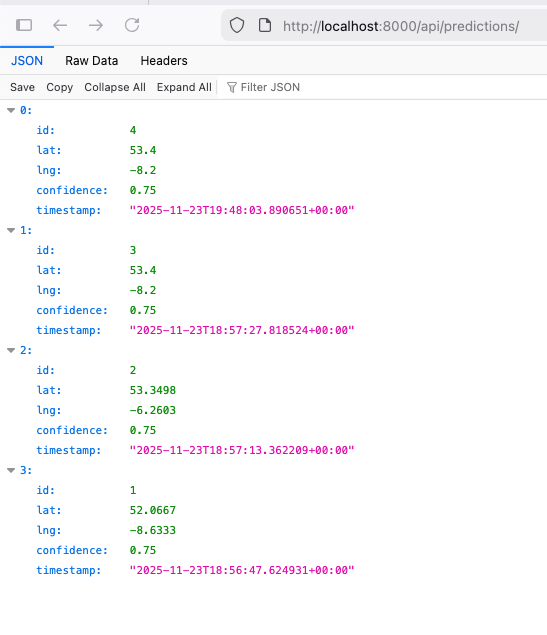 http://localhost:8000/api/predictions/
JSON Raw Data Headers
Save Copy Collapse All Expand All Filter JSON
0:
id: 4
lat: 53.4
lng: -8.2
confidence: 0.75
timestamp: "2025-11-23T19:48:03.890651+00:00"
1:
id: 3
lat: 53.4
lng: -8.2
confidence: 0.75
timestamp: "2025-11-23T18:57:27.818524+00:00"
2:
id: 2
lat: 53.3498
lng: -6.2603
confidence: 0.75
timestamp: "2025-11-23T18:57:13.362209+00:00"
3:
id: 1
lat: 52.0667
lng: -8.6333
confidence: 0.75
timestamp: "2025-11-23T18:56:47.624931+00:00"